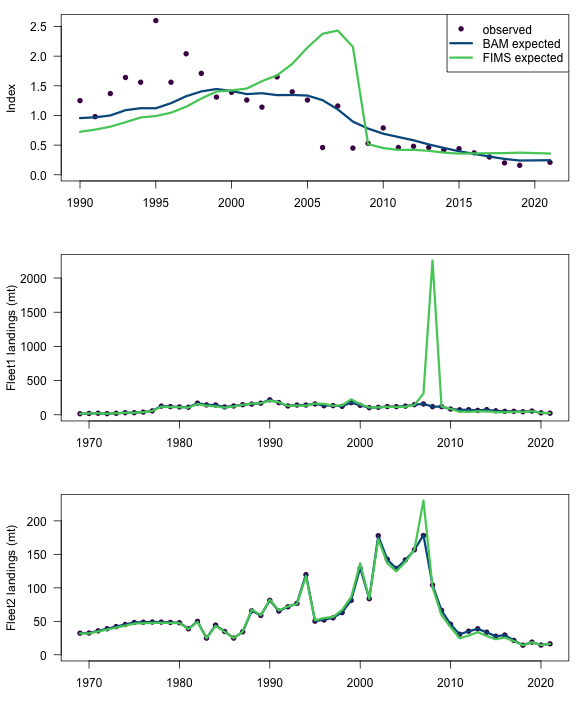 observed
BAM expected
FIMS expected
Index
0.0 0.5 1.0 1.5 2.0 2.5
1990 1995 2000 2005 2010 2015 2020
Fleet1 landings (mt)
0 500 1000 1500 2000
1970 1980 1990 2000 2010 2020
Fleet2 landings (mt)
0 50 100 150 200
1970 1980 1990 2000 2010 2020